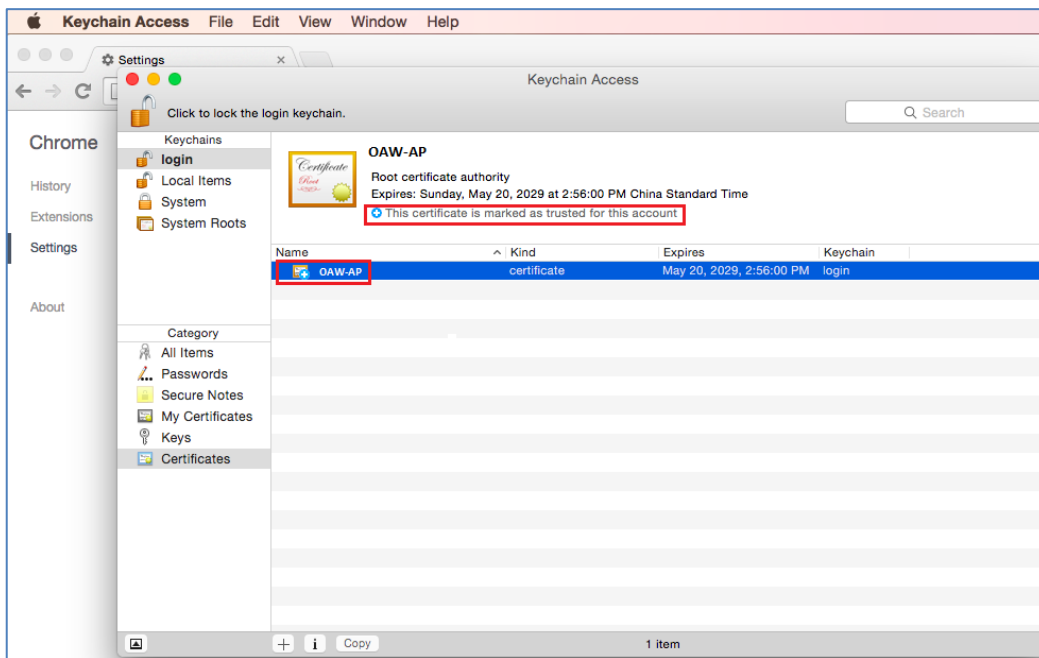 Keychain Access File Edit View Window Help
Settings
Keychain Access
Click to lock the login keychain.
Search
Chrome
History
Extensions
Settings
About
Keychains
login
Local Items
System
System Roots
Certificate
Root
OAW-AP
Root certificate authority
Expires: Sunday, May 20, 2029 at 2:56:00 PM China Standard Time
This certificate is marked as trusted for this account
Name Kind Expires Keychain
OAW-AP certificate May 20, 2029, 2:56:00 PM login
Category
All Items
Passwords
Secure Notes
My Certificates
Keys
Certificates
Copy
1 item